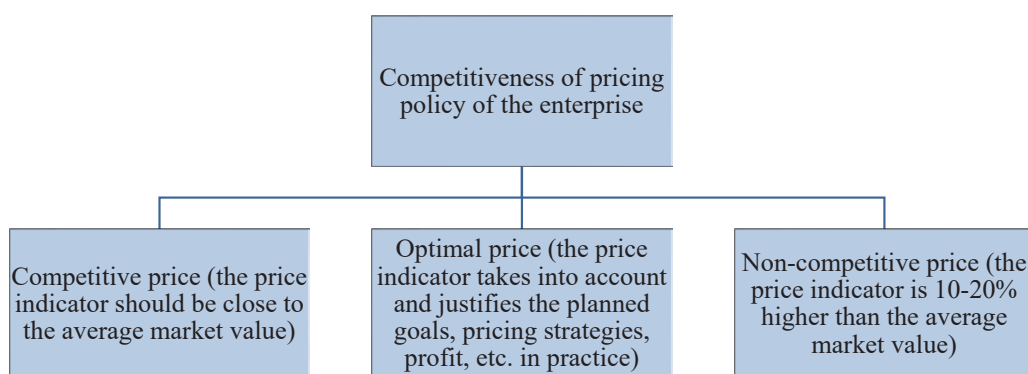 Competitiveness of pricing
policy of the enterprise
Competitive price (the price
indicator should be close to
the average market value)
Optimal price (the price
indicator takes into account
and justifies the planned
goals, pricing strategies,
profit, etc. in practice)
Non-competitive price (the
price indicator is 10-20%
higher than the average
market value)